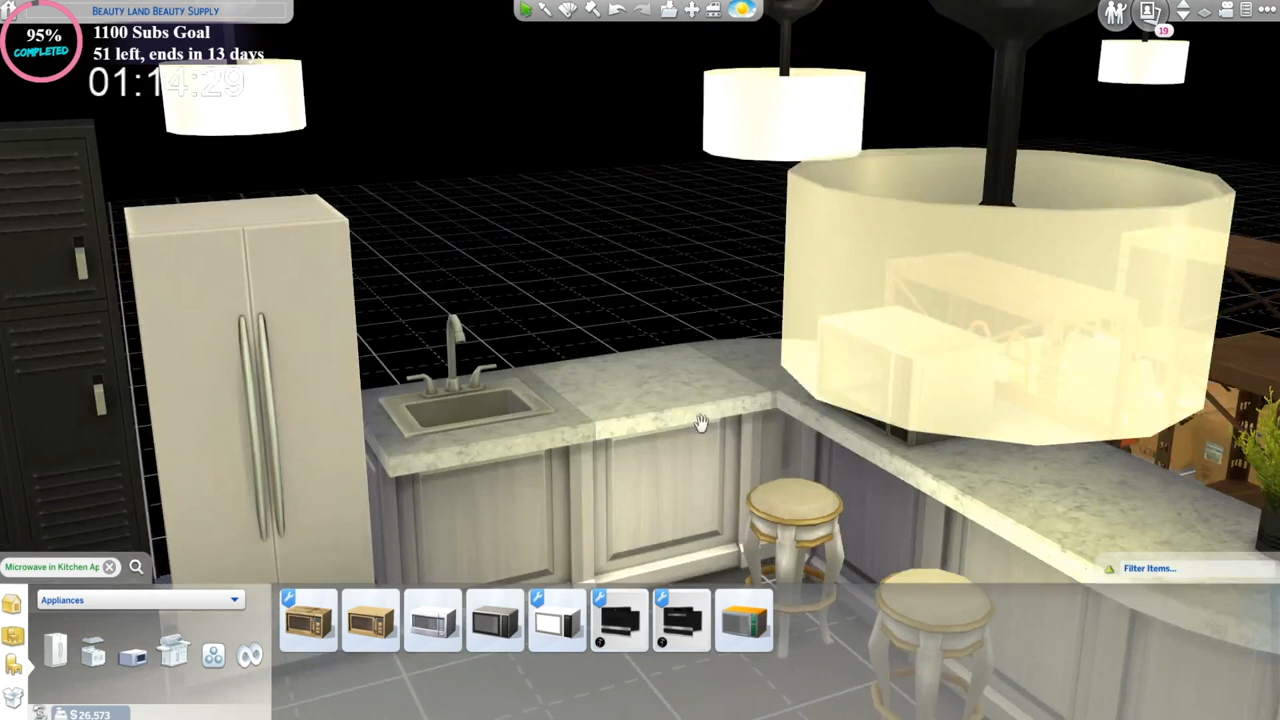 BEAUTY LAND BEAUTY SUPPLY
95%
COMPLETED
1100 Subs Goal
51 left, ends in 13 days
01:14:29
19
Microwave in Kitchen Ap
Filter Items...
Appliances
$26,573